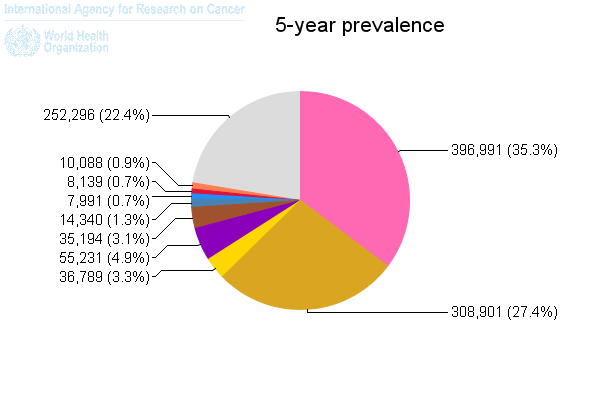 International Agency for Research on Cancer
World Health
Organization
5-year prevalence
252,296 (22.4%)
396,991 (35.3%)
10,088 (0.9%)
8,139 (0.7%)
7,991 (0.7%)
14,340 (1.3%)
35,194 (3.1%)
55,231 (4.9%)
36,789 (3.3%)
308,901 (27.4%)